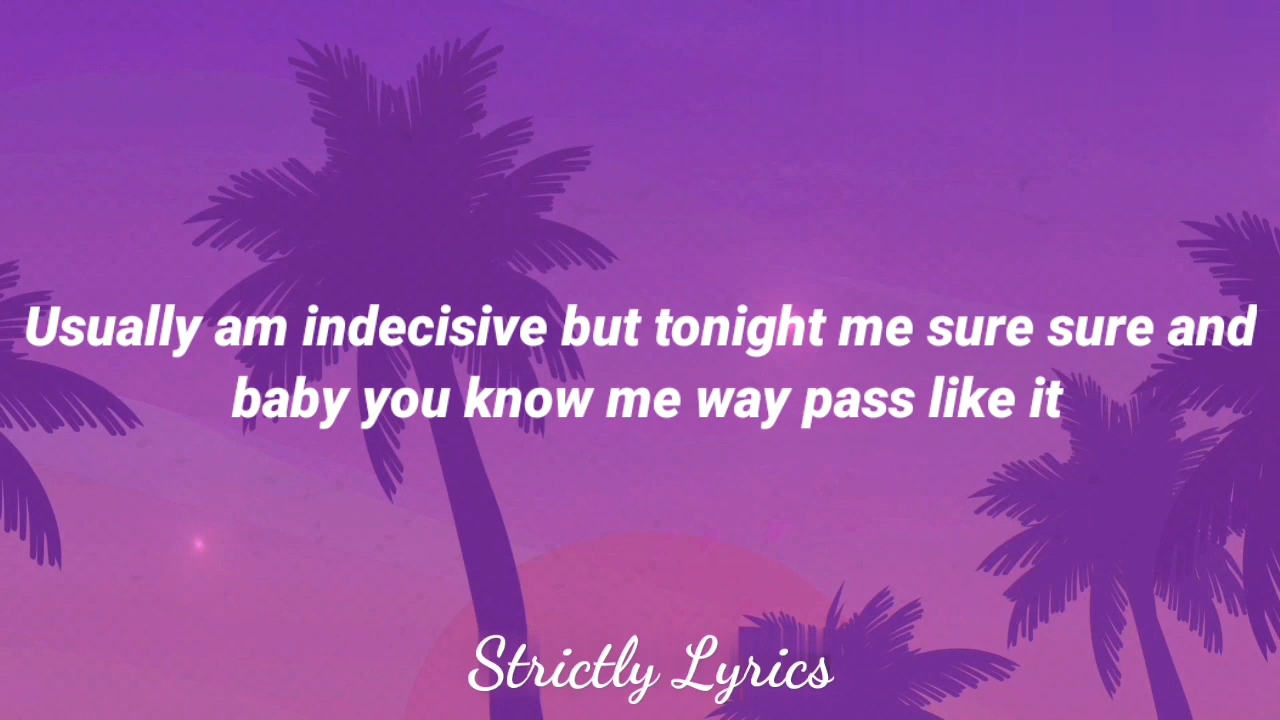 Usually am indecisive but tonight me sure sure and
baby you know me way pass like it
Strictly Lyrics